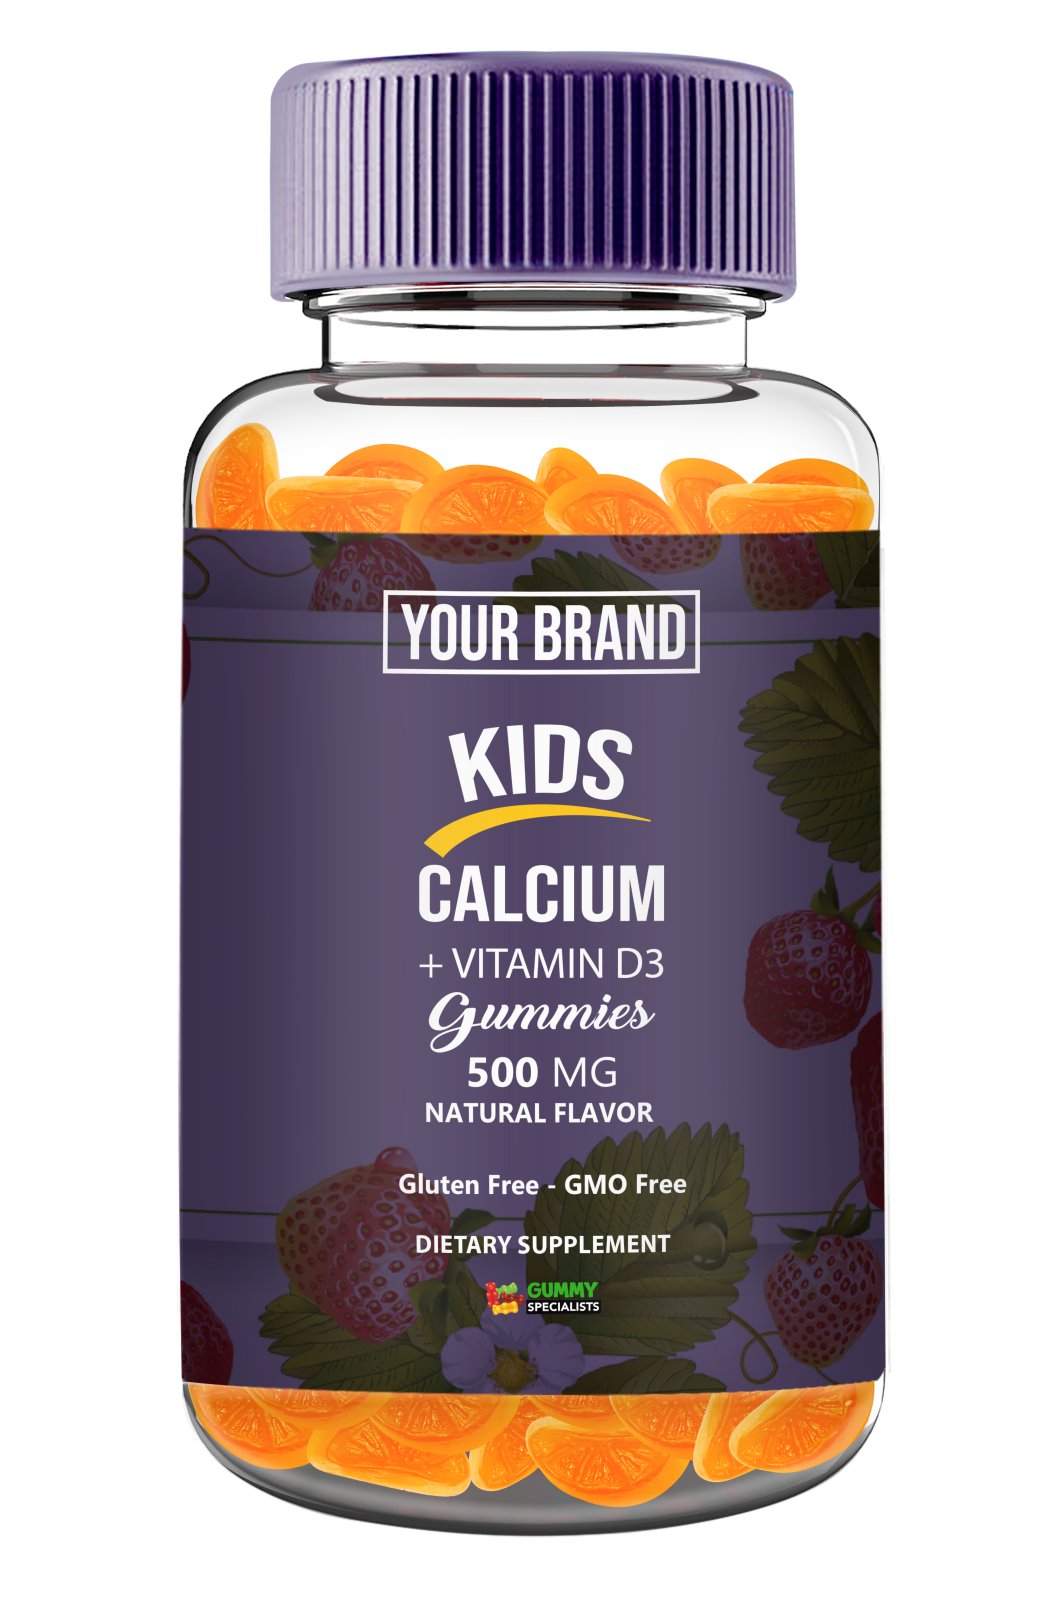 YOUR BRAND
KIDS
CALCIUM
+ VITAMIN D3
Gummies
500 MG
NATURAL FLAVOR
Gluten Free - GMO Free
DIETARY SUPPLEMENT
GUMMY
SPECIALISTS